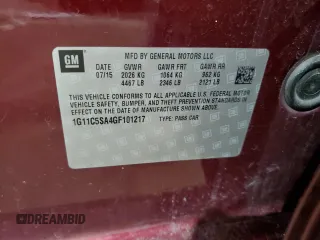 GM
MFD BY GENERAL MOTORS LLC
DATE GVWR GAWR FRT GAWR RR
07/15 2026 KG 1064 KG 962 KG
4467 LB 2346 LB 2121 LB
THIS VEHICLE CONFORMS TO ALL APPLICABLE U.S. FEDERAL MOTOR
VEHICLE SAFETY, BUMPER, AND THEFT PREVENTION STANDARDS IN
EFFECT ON THE DATE OF MANUFACTURE SHOWN ABOVE.
1G11C5SA4GF101217 TYPE: PASS CAR
DREAMBID